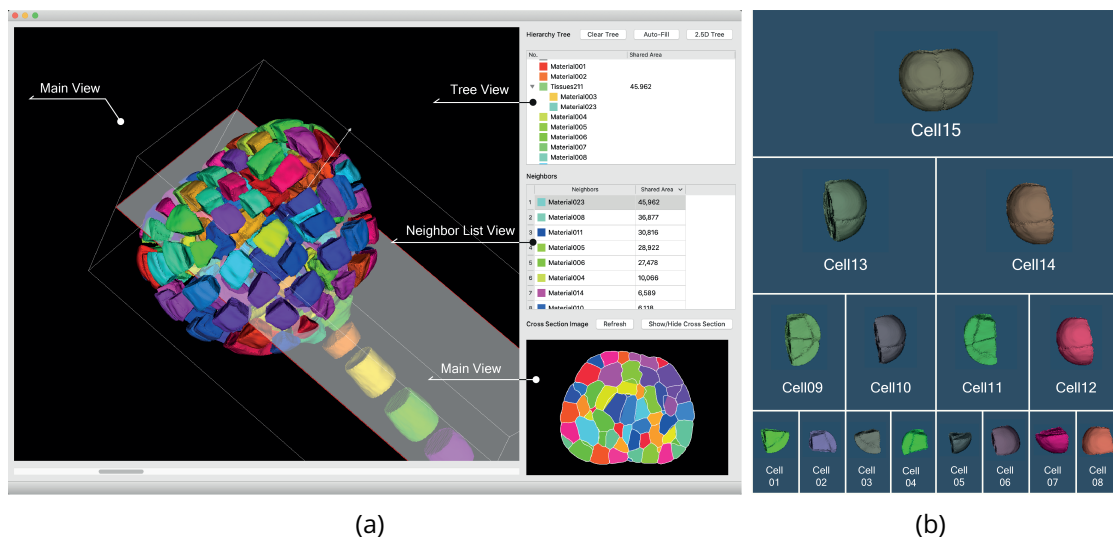 Hierarchy Tree Clear Tree Auto-Fill 2.5D Tree
No. Shared Area
Material001
Material002
Tissues211 45.962
Material003
Material023
Material004
Material005
Material006
Material007
Material008
Main View
Tree View
Neighbors
Neighbors Shared Area
1 Material023 45,962
2 Material008 36,877
3 Material011 30,816
4 Material005 28,922
5 Material006 27,478
6 Material004 10,066
7 Material014 6,589
8 Material010 6,118
Neighbor List View
Cross Section Image Refresh Show/Hide Cross Section
Main View
(a)
Cell15
Cell13 Cell14
Cell09 Cell10 Cell11 Cell12
Cell Cell Cell Cell Cell Cell Cell Cell
01 02 03 04 05 06 07 08
(b)